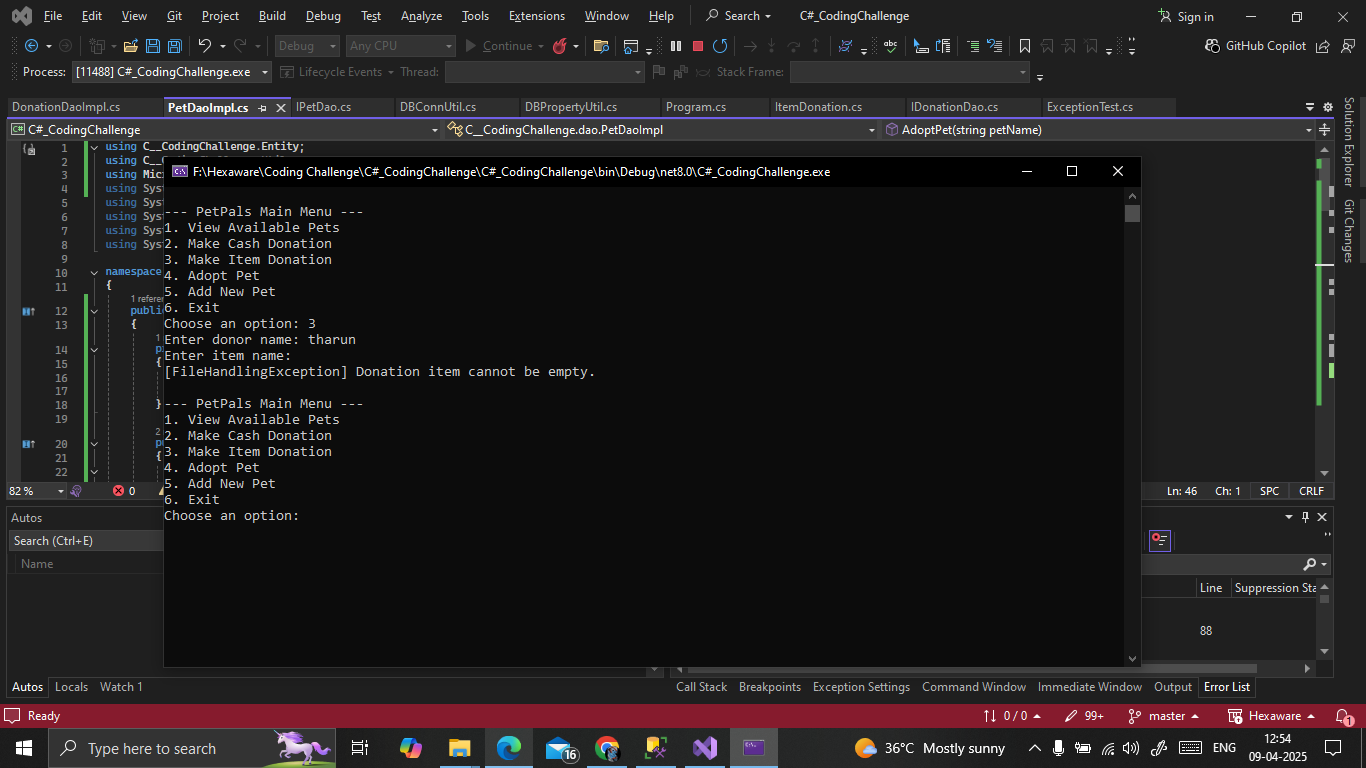 File Edit View Git Project Build Debug Test Analyze Tools Extensions Window Help Search C#_CodingChallenge Sign in
Debug Any CPU Continue GitHub Copilot
Process: [11488] C#_CodingChallenge.exe Lifecycle Events Thread: Stack Frame:
DonationDaoImpl.cs PetDaoImpl.cs IPetDao.cs DBConnUtil.cs DBPropertyUtil.cs Program.cs ItemDonation.cs IDonationDao.cs ExceptionTest.cs
C#_CodingChallenge C__CodingChallenge.dao.PetDaoImpl AdoptPet(string petName)
Solution Explorer
Git Changes
1 using C__CodingChallenge.Entity;
2 using C__
3 using Mic
4 using Sys
5 using Sys
6 using Sys
7 using Sys
8 using Sys
9
10 namespace
11 {
1 referen
12 publi
13 {
1
14 p
15 {
16
17
18 }
19
2
20 p
21 {
22
F:\Hexaware\Coding Challenge\C#_CodingChallenge\C#_CodingChallenge\bin\Debug\net8.0\C#_CodingChallenge.exe
--- PetPals Main Menu ---
1. View Available Pets
2. Make Cash Donation
3. Make Item Donation
4. Adopt Pet
5. Add New Pet
6. Exit
Choose an option: 3
Enter donor name: tharun
Enter item name:
[FileHandlingException] Donation item cannot be empty.
--- PetPals Main Menu ---
1. View Available Pets
2. Make Cash Donation
3. Make Item Donation
4. Adopt Pet
5. Add New Pet
6. Exit
Choose an option:
82 % 0 Ln: 46 Ch: 1 SPC CRLF
Autos
Search (Ctrl+E)
Name
Line Suppression Sta
88
Autos Locals Watch 1 Call Stack Breakpoints Exception Settings Command Window Immediate Window Output Error List
Ready 0 / 0 99+ master Hexaware 1
Type here to search 16 36°C Mostly sunny ENG 12:54
09-04-2025